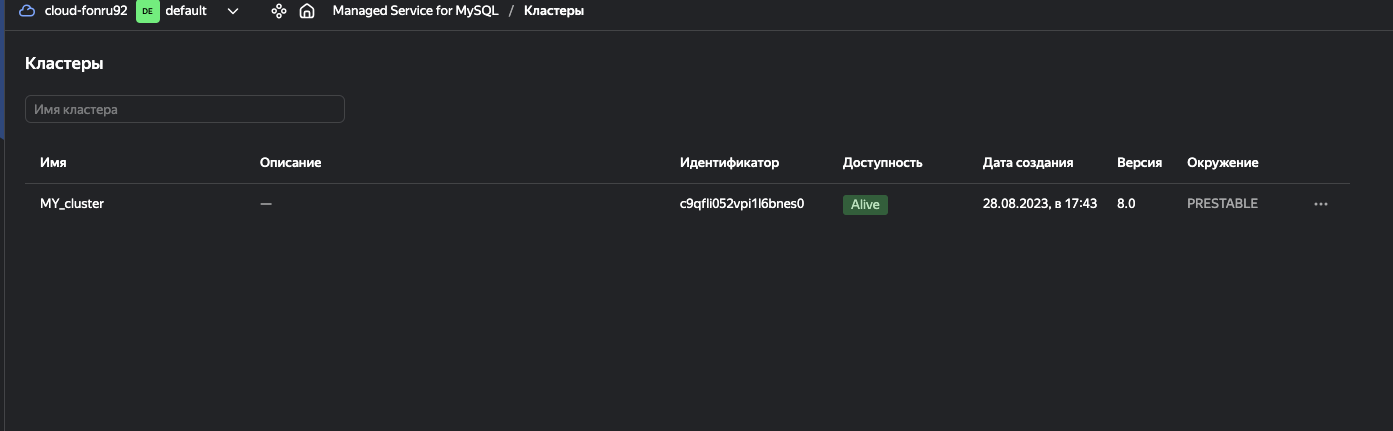 cloud-fonru92 DE default Managed Service for MySQL / Кластеры
Кластеры
Имя кластера
Имя Описание Идентификатор Доступность Дата создания Версия Окружение
MY_cluster — c9qfli052vpi1l6bnes0 Alive 28.08.2023, в 17:43 8.0 PRESTABLE ...